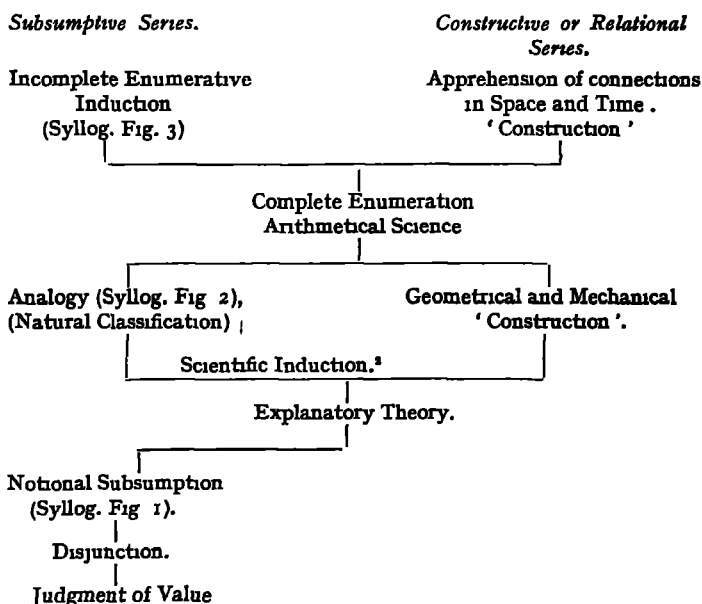 Subsumptive Series.
Constructive or Relational
Series.
Incomplete Enumerative
Induction
(Syllog. Fig. 3)
Apprehension of connections
in Space and Time.
‘Construction’
Complete Enumeration
Arithmetical Science
Analogy (Syllog. Fig 2),
(Natural Classification)
Geometrical and Mechanical
‘Construction’.
Scientific Induction.²
Explanatory Theory.
Notional Subsumption
(Syllog. Fig 1).
Disjunction.
Judgment of Value